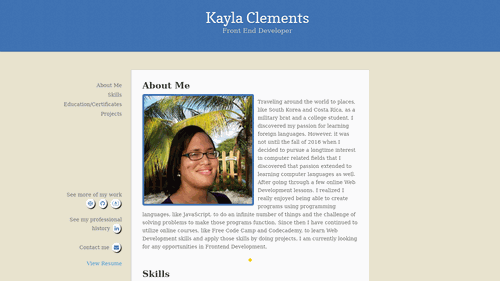 Kayla Clements
Front End Developer
About Me
Skills
Education/Certificates
Projects
See more of my work
See my professional
history
Contact me
View Resume
About Me
Traveling around the world to places,
like South Korea and Costa Rica, as a
military brat and a college student, I
discovered my passion for learning
foreign languages. However, it was
not until the fall of 2016 when I
decided to pursue a longtime interest
in computer related fields that I
discovered that passion extended to
learning computer languages as well.
After going through a few online Web
Development lessons, I realized I
really enjoyed being able to create
programs using programming
languages, like JavaScript, to do an infinite number of things and the challenge of
solving problems to make those programs function. Since then I have continued to
utilize online courses, like Free Code Camp and Codecademy, to learn Web
Development skills and apply those skills by doing projects. I am currently looking
for any opportunities in Frontend Development.
Skills